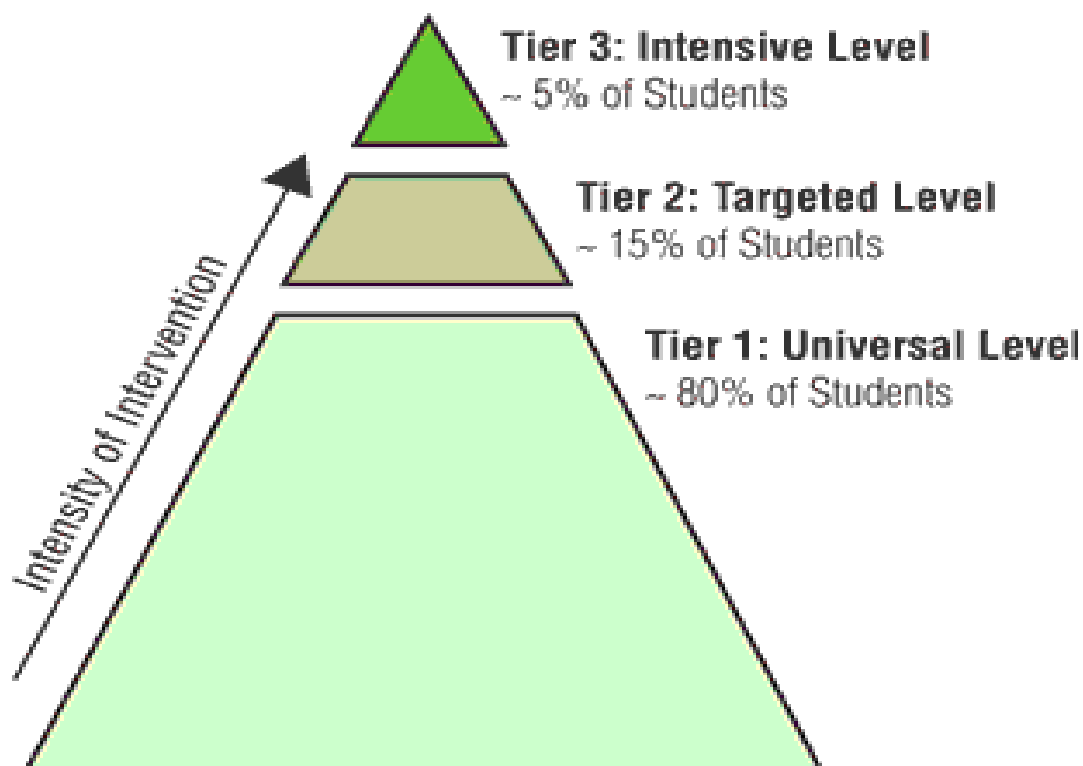 Tier 3: Intensive Level
~ 5% of Students
Tier 2: Targeted Level
~ 15% of Students
Tier 1: Universal Level
~ 80% of Students
Intensity of Intervention